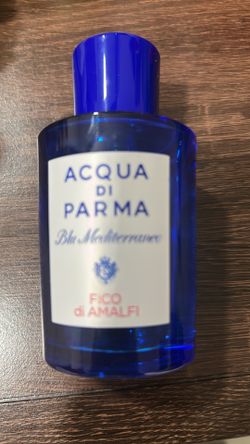 ACQUA
DI
PARMA
Blu Mediterraneo
FICO
di AMALFI